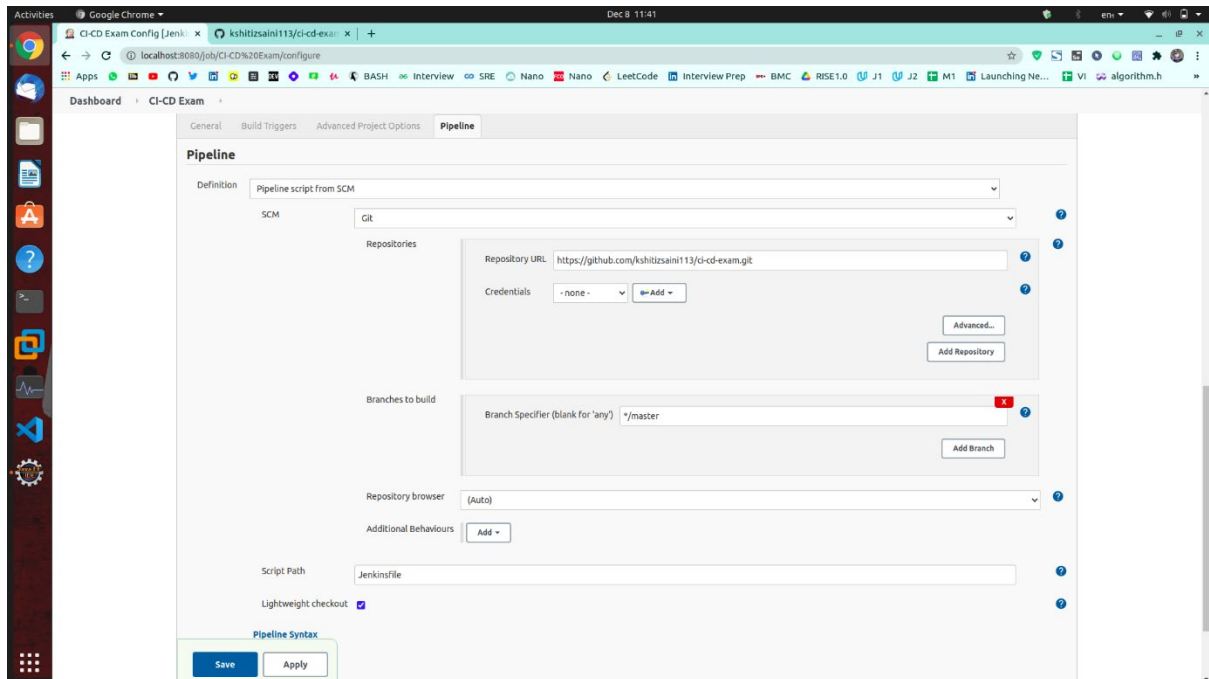 Activities Google Chrome Dec 8 11:41 en
CI-CD Exam Config [Jenki kshitizsaini113/ci-cd-exam
localhost:8080/job/CI-CD%20Exam/configure
Apps BASH Interview SRE Nano Nano LeetCode Interview Prep BMC RISE1.0 J1 J2 M1 Launching Ne... VI algorithm.h »
Dashboard CI-CD Exam
General Build Triggers Advanced Project Options Pipeline
Pipeline
Definition Pipeline script from SCM
SCM Git
Repositories
Repository URL https://github.com/kshitizsaini113/ci-cd-exam.git
Credentials - none - Add
Advanced...
Add Repository
Branches to build
X
Branch Specifier (blank for 'any') */master
Add Branch
Repository browser (Auto)
Additional Behaviours Add
Script Path Jenkinsfile
Lightweight checkout
Pipeline Syntax
Save Apply